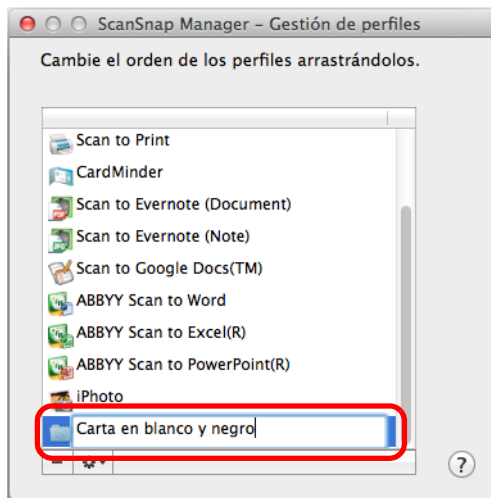 ScanSnap Manager – Gestión de perfiles
Cambie el orden de los perfiles arrastrándolos.
Scan to Print
CardMinder
Scan to Evernote (Document)
Scan to Evernote (Note)
Scan to Google Docs(TM)
ABBYY Scan to Word
ABBYY Scan to Excel(R)
ABBYY Scan to PowerPoint(R)
iPhoto
Carta en blanco y negro
?